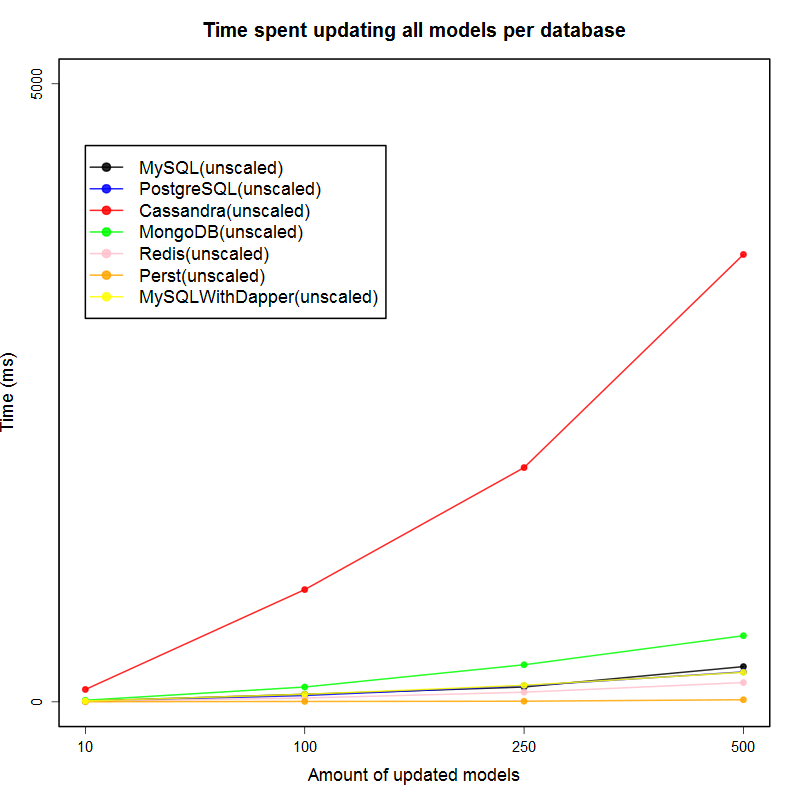 Time spent updating all models per database
5000
MySQL(unscaled)
PostgreSQL(unscaled)
Cassandra(unscaled)
MongoDB(unscaled)
Redis(unscaled)
Perst(unscaled)
MySQLWithDapper(unscaled)
Time (ms)
0
10 100 250 500
Amount of updated models